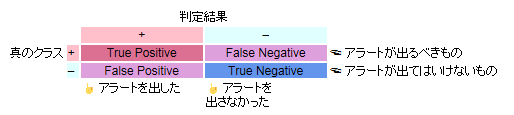 判定結果
+ –
真のクラス + True Positive False Negative アラートが出るべきもの
– False Positive True Negative アラートが出てはいけないもの
アラートを出した アラートを
出さなかった